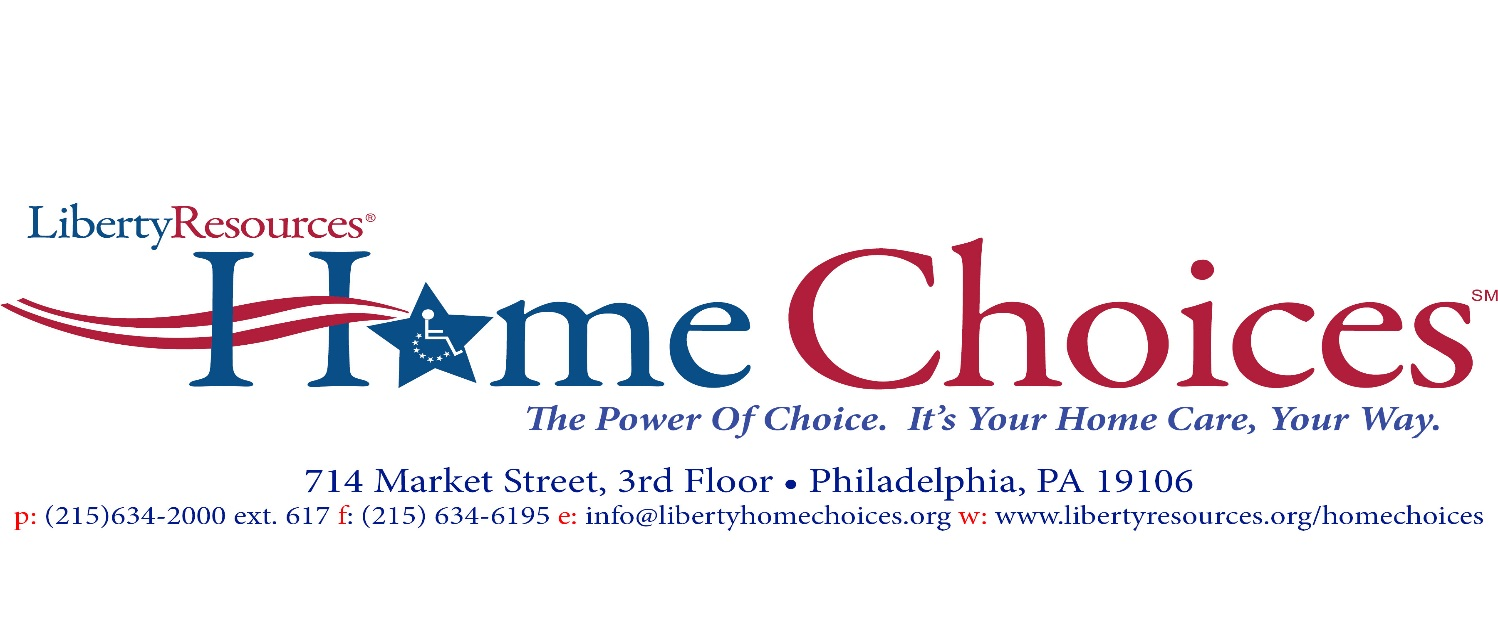 LibertyResources®
Home Choices℠
The Power Of Choice.  It's Your Home Care, Your Way.
714 Market Street, 3rd Floor • Philadelphia, PA 19106
p: (215)634-2000 ext. 617 f: (215) 634-6195 e: info@libertyhomechoices.org w: www.libertyresources.org/homechoices